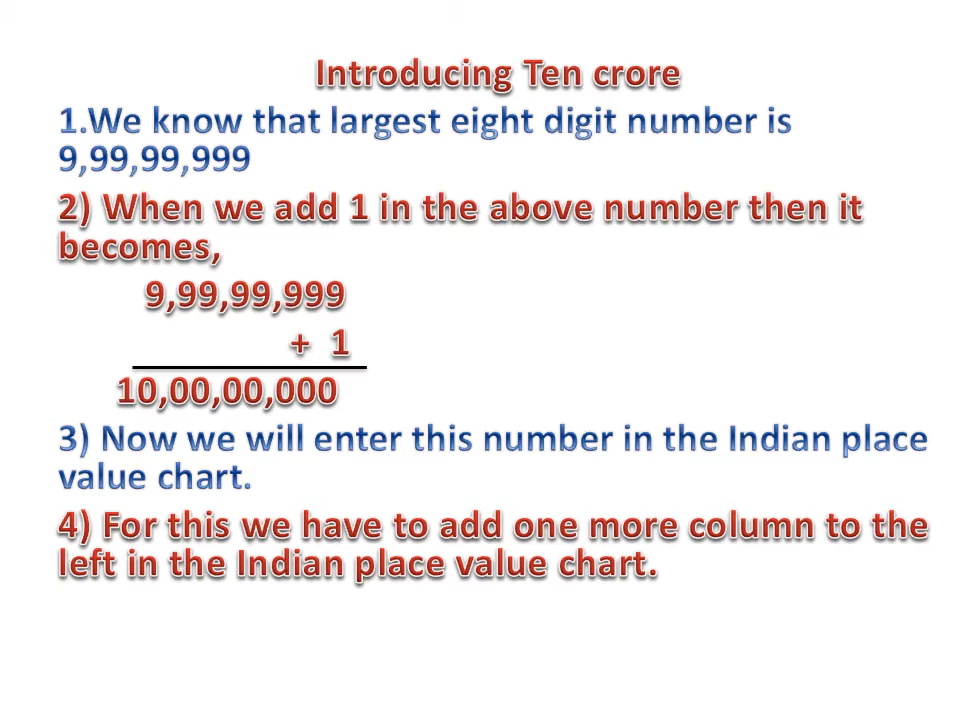 Introducing Ten crore
1.We know that largest eight digit number is
9,99,99,999
2) When we add 1 in the above number then it
becomes,
9,99,99,999
+ 1
10,00,00,000
3) Now we will enter this number in the Indian place
value chart.
4) For this we have to add one more column to the
left in the Indian place value chart.